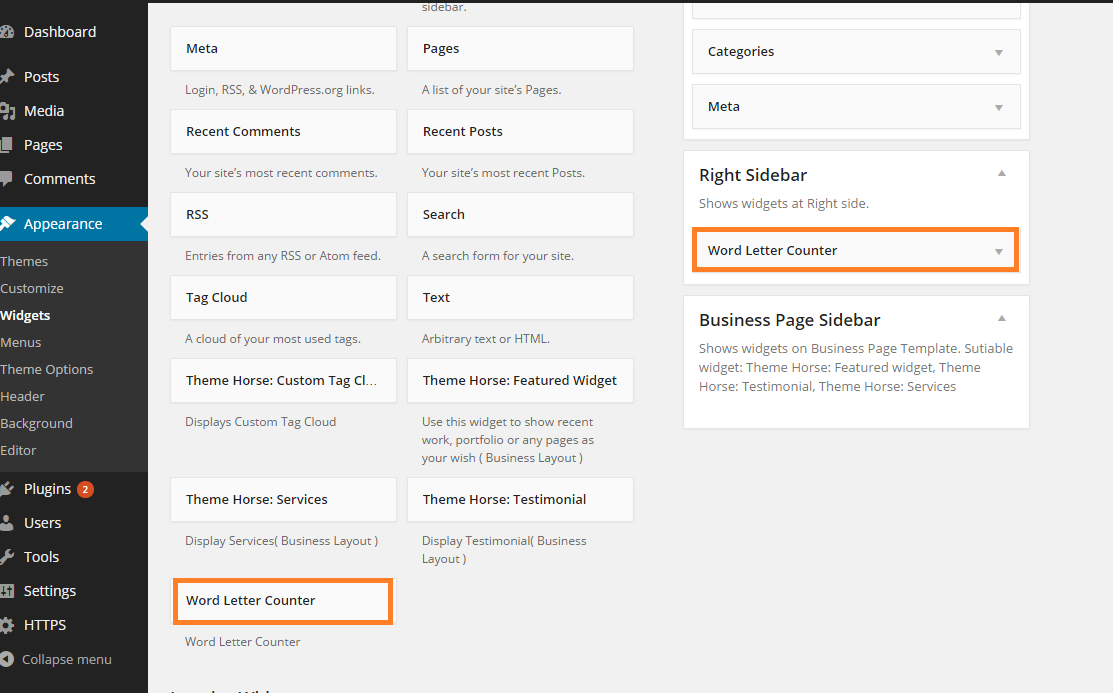 Dashboard
Posts
Media
Pages
Comments
Appearance
Themes
Customize
Widgets
Menus
Theme Options
Header
Background
Editor
Plugins 2
Users
Tools
Settings
HTTPS
Collapse menu
sidebar.
Meta
Login, RSS, & WordPress.org links.
Pages
A list of your site’s Pages.
Recent Comments
Your site’s most recent comments.
Recent Posts
Your site’s most recent Posts.
RSS
Entries from any RSS or Atom feed.
Search
A search form for your site.
Tag Cloud
A cloud of your most used tags.
Text
Arbitrary text or HTML.
Theme Horse: Custom Tag Cl...
Displays Custom Tag Cloud
Theme Horse: Featured Widget
Use this widget to show recent
work, portfolio or any pages as
your wish ( Business Layout )
Theme Horse: Services
Display Services( Business Layout )
Theme Horse: Testimonial
Display Testimonial( Business
Layout )
Word Letter Counter
Word Letter Counter
Categories
Meta
Right Sidebar
Shows widgets at Right side.
Word Letter Counter
Business Page Sidebar
Shows widgets on Business Page Template. Sutiable
widget: Theme Horse: Featured widget, Theme
Horse: Testimonial, Theme Horse: Services